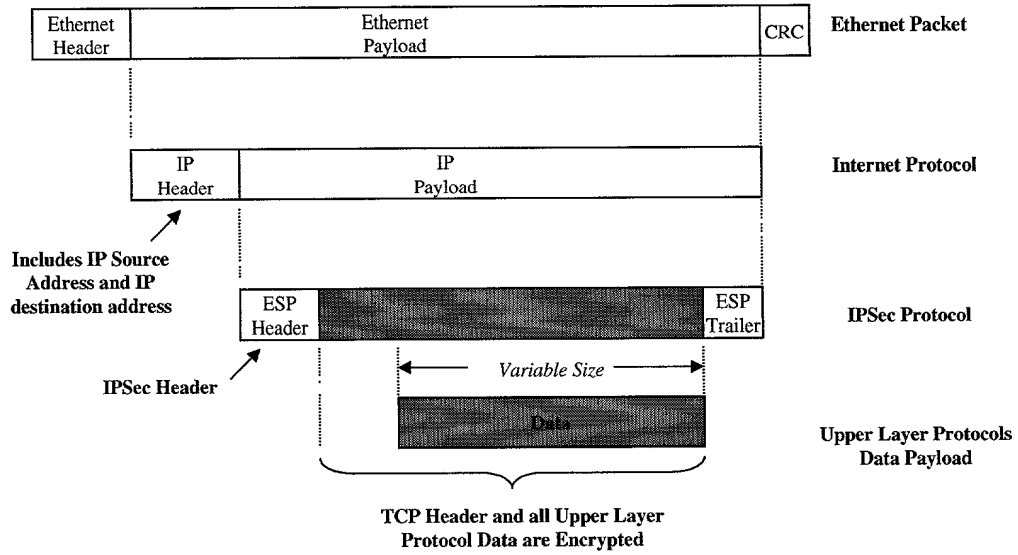 Ethernet
Header
Ethernet
Payload
CRC
Ethernet Packet
IP
Header
IP
Payload
Internet Protocol
Includes IP Source
Address and IP
destination address
ESP
Header
ESP
Trailer
IPSec Protocol
IPSec Header
Variable Size
Data
Upper Layer Protocols
Data Payload
TCP Header and all Upper Layer
Protocol Data are Encrypted